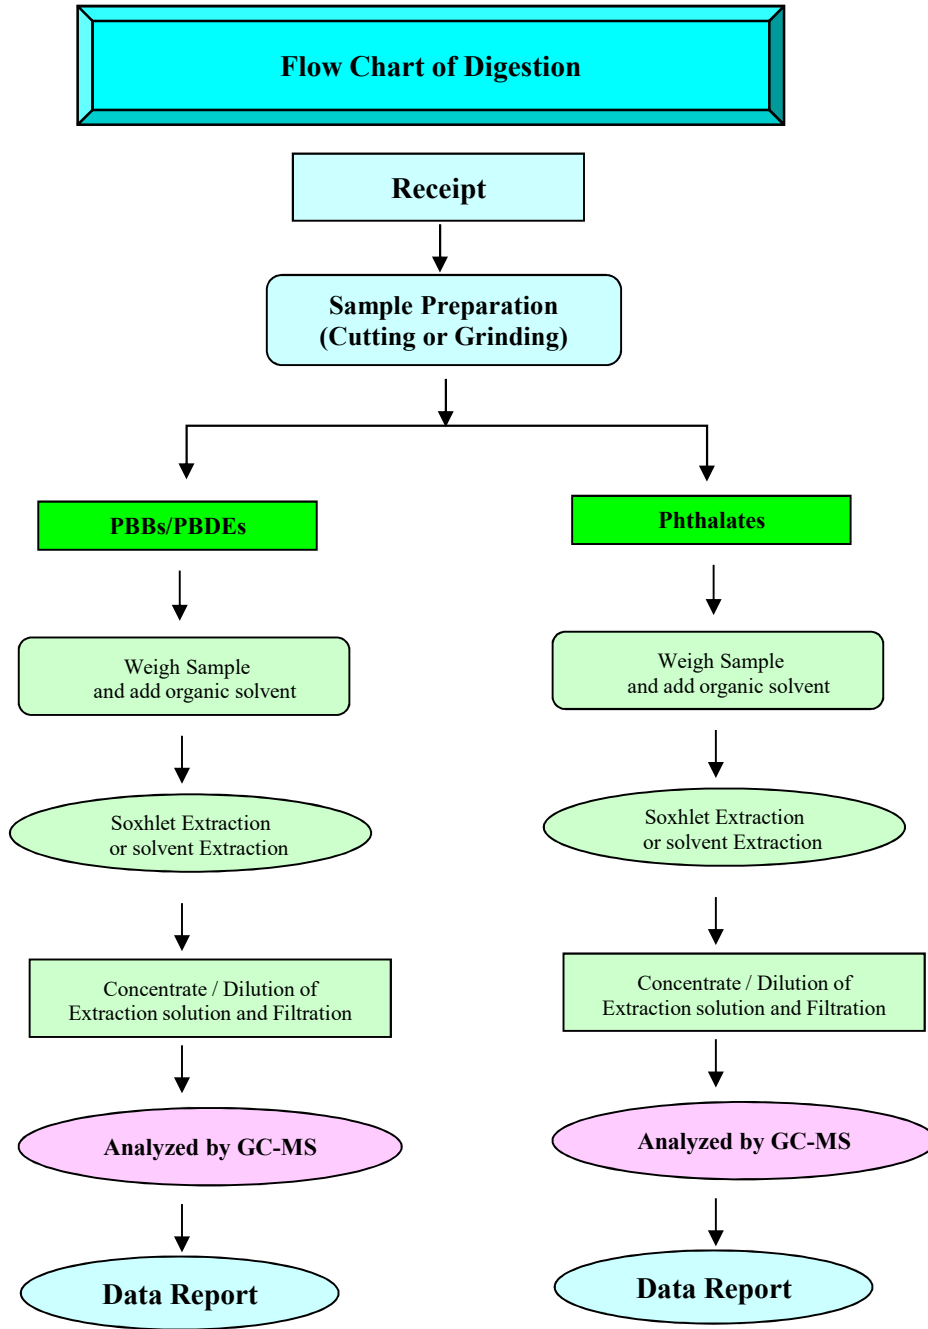 Flow Chart of Digestion
Receipt
Sample Preparation
(Cutting or Grinding)
PBBs/PBDEs
Weigh Sample
and add organic solvent
Soxhlet Extraction
or solvent Extraction
Concentrate / Dilution of
Extraction solution and Filtration
Analyzed by GC-MS
Data Report
Phthalates
Weigh Sample
and add organic solvent
Soxhlet Extraction
or solvent Extraction
Concentrate / Dilution of
Extraction solution and Filtration
Analyzed by GC-MS
Data Report